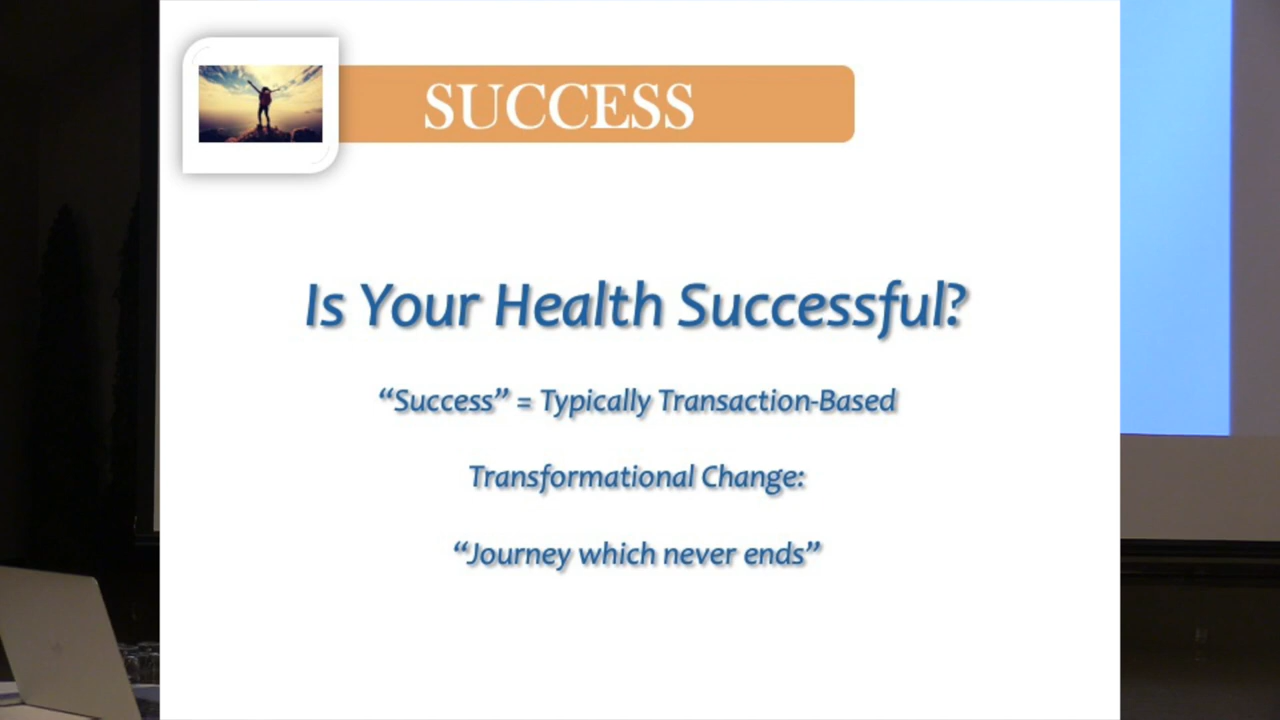 SUCCESS
Is Your Health Successful?
“Success” = Typically Transaction-Based
Transformational Change:
“Journey which never ends”